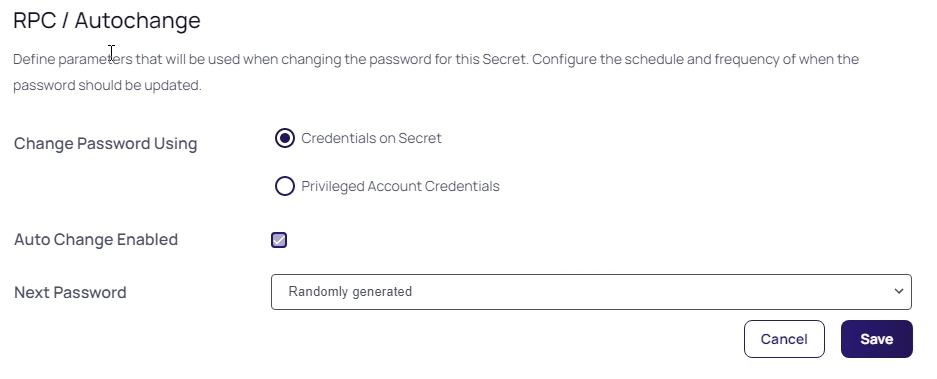 RPC / Autochange
Define parameters that will be used when changing the password for this Secret. Configure the schedule and frequency of when the
password should be updated.
Change Password Using
Credentials on Secret
Privileged Account Credentials
Auto Change Enabled
Next Password
Randomly generated
Cancel
Save